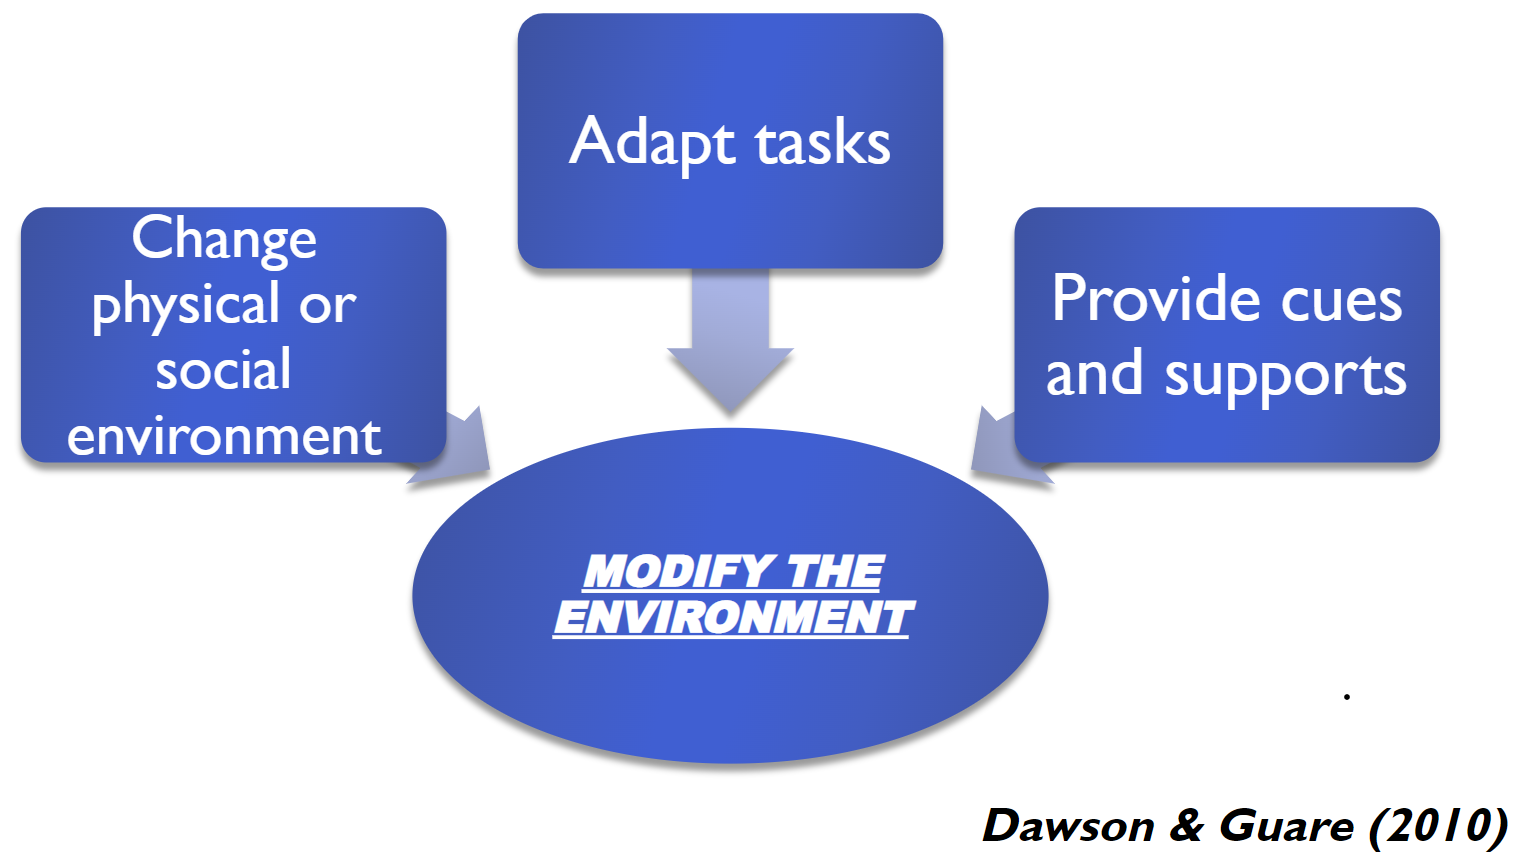 Adapt tasks
Change
physical or
social
environment
Provide cues
and supports
MODIFY THE
ENVIRONMENT
.
Dawson & Guare (2010)